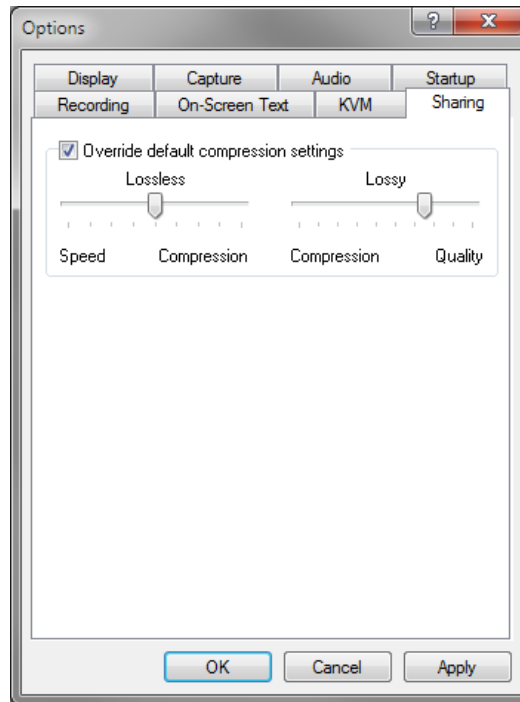 Options
Display Capture Audio Startup
Recording On-Screen Text KVM Sharing
Override default compression settings
Lossless Lossy
Speed Compression Compression Quality
OK Cancel Apply